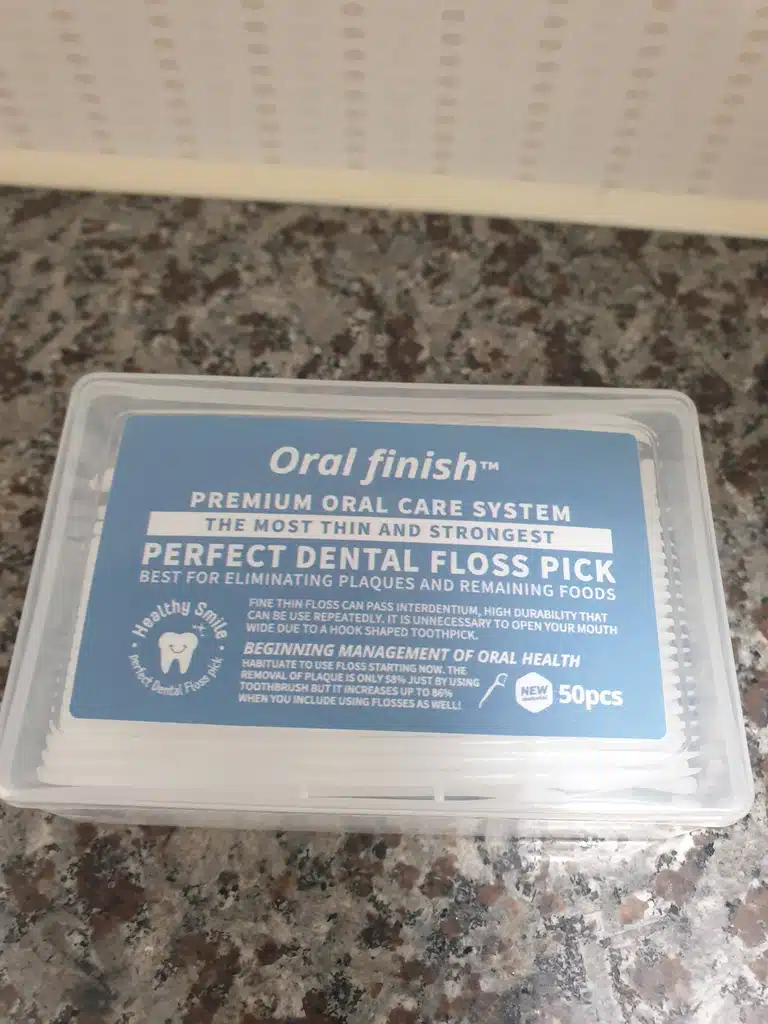 Oral finish™
PREMIUM ORAL CARE SYSTEM
THE MOST THIN AND STRONGEST
PERFECT DENTAL FLOSS PICK
BEST FOR ELIMINATING PLAQUES AND REMAINING FOODS
Healthy Smile
Perfect Dental Floss pick
FINE THIN FLOSS CAN PASS INTERDENTIUM, HIGH DURABILITY THAT
CAN BE USE REPEATEDLY. IT IS UNNECESSARY TO OPEN YOUR MOUTH
WIDE DUE TO A HOOK SHAPED TOOTHPICK.
BEGINNING MANAGEMENT OF ORAL HEALTH
HABITUATE TO USE FLOSS STARTING NOW. THE
REMOVAL OF PLAQUE IS ONLY 58% JUST BY USING
TOOTHBRUSH BUT IT INCREASES UP TO 86%
WHEN YOU INCLUDE USING FLOSSES AS WELL!
NEW
50pcs